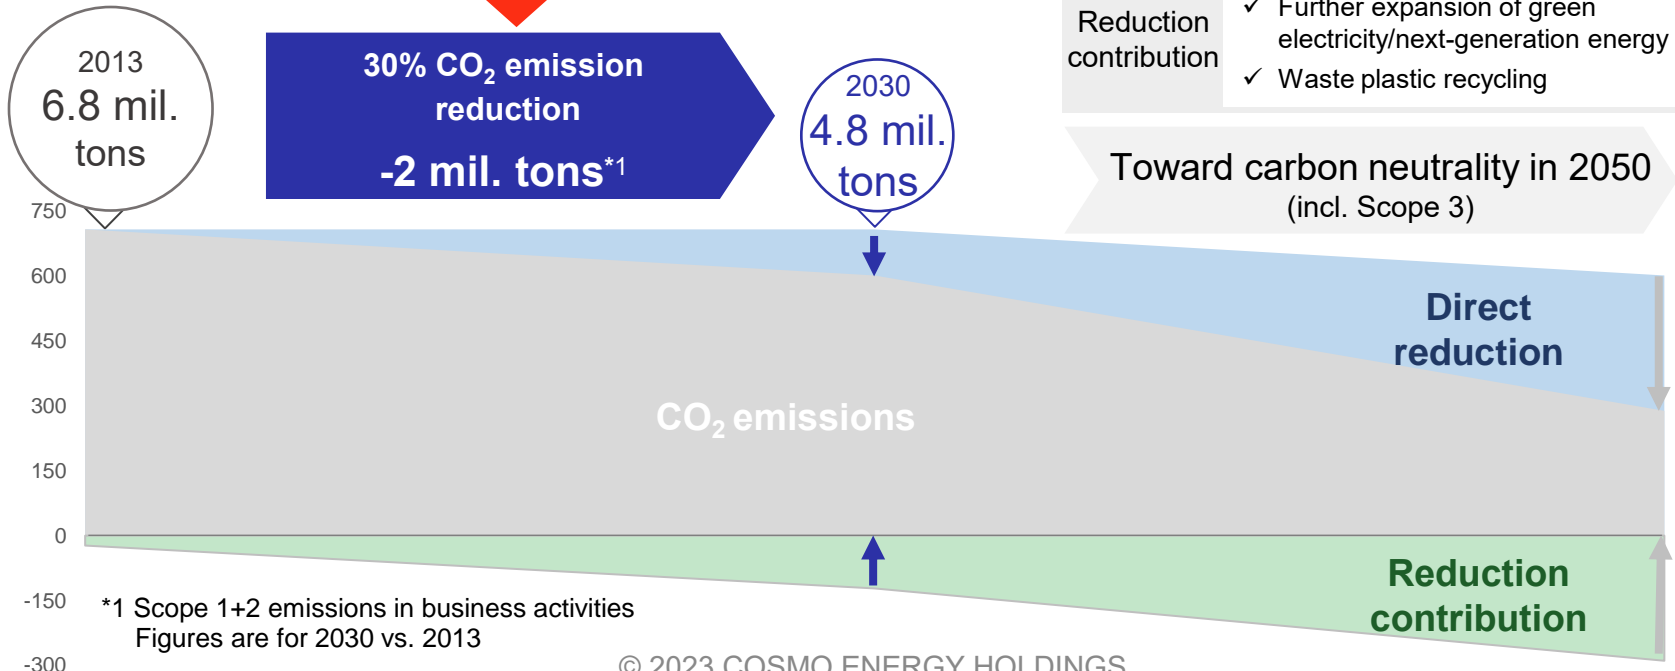 2013
6.8 mil.
tons
30% CO₂ emission
reduction
-2 mil. tons*1
2030
4.8 mil.
tons
Reduction
contribution
✓ Further expansion of green
electricity/next-generation energy
✓ Waste plastic recycling
Toward carbon neutrality in 2050
(incl. Scope 3)
750
600
450
300
150
0
-150
-300
Direct
reduction
CO₂ emissions
Reduction
contribution
*1 Scope 1+2 emissions in business activities
Figures are for 2030 vs. 2013
© 2023 COSMO ENERGY HOLDINGS